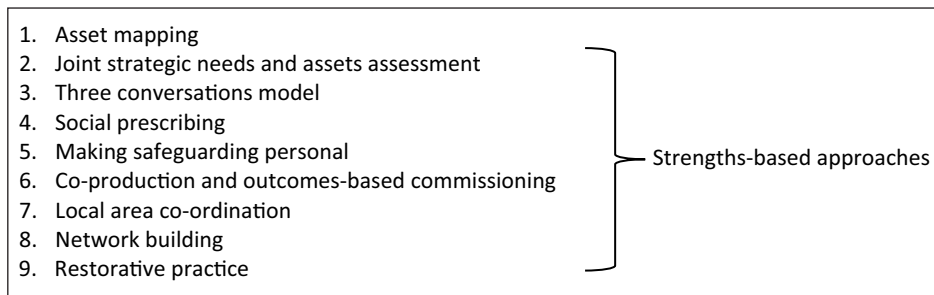 1. Asset mapping
2. Joint strategic needs and assets assessment
3. Three conversations model
4. Social prescribing
5. Making safeguarding personal
6. Co-production and outcomes-based commissioning
7. Local area co-ordination
8. Network building
9. Restorative practice
Strengths-based approaches